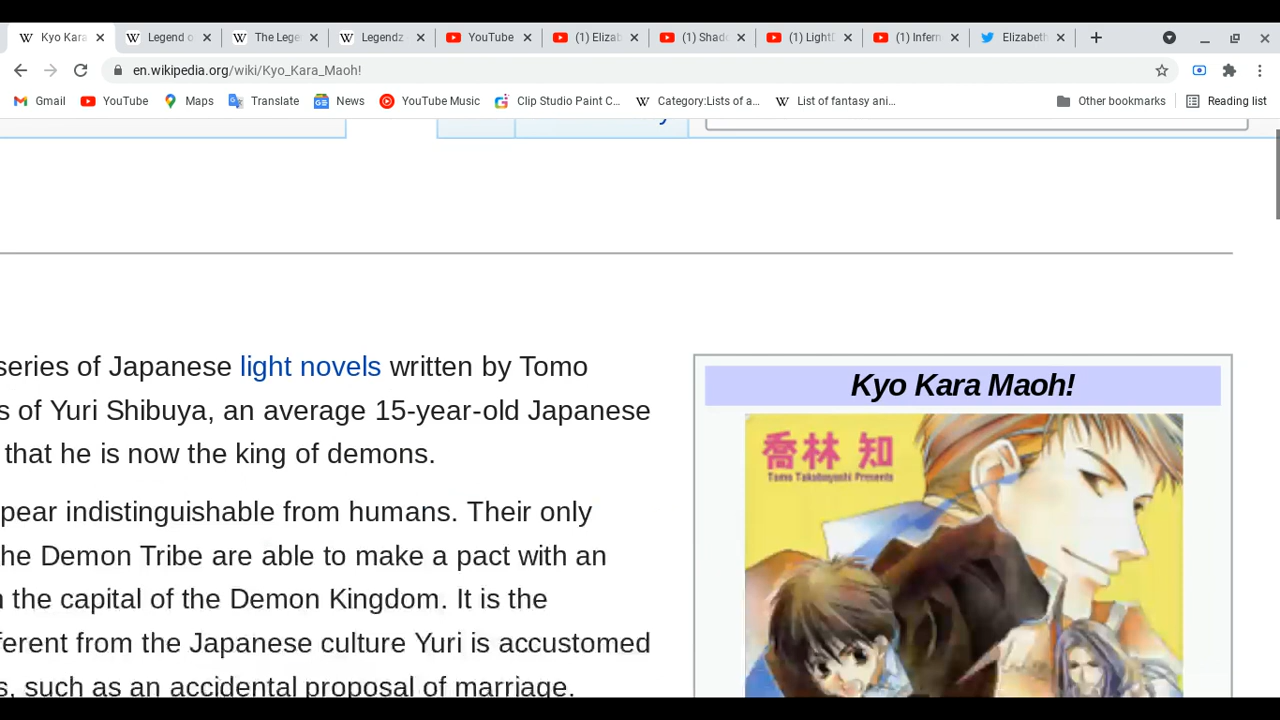 Kyo Kara
Legend o
The Lege
Legendz
YouTube
(1) Elizab
(1) Shado
(1) LightD
(1) Infern
Elizabeth
en.wikipedia.org/wiki/Kyo_Kara_Maoh!
Gmail
YouTube
Maps
Translate
News
YouTube Music
Clip Studio Paint C...
Category:Lists of a...
List of fantasy ani...
Other bookmarks
Reading list
series of Japanese light novels written by Tomo
s of Yuri Shibuya, an average 15-year-old Japanese
that he is now the king of demons.
pear indistinguishable from humans. Their only
he Demon Tribe are able to make a pact with an
n the capital of the Demon Kingdom. It is the
ferent from the Japanese culture Yuri is accustomed
s, such as an accidental proposal of marriage.
Kyo Kara Maoh!
喬林 知
Tomo Takabayashi Presents